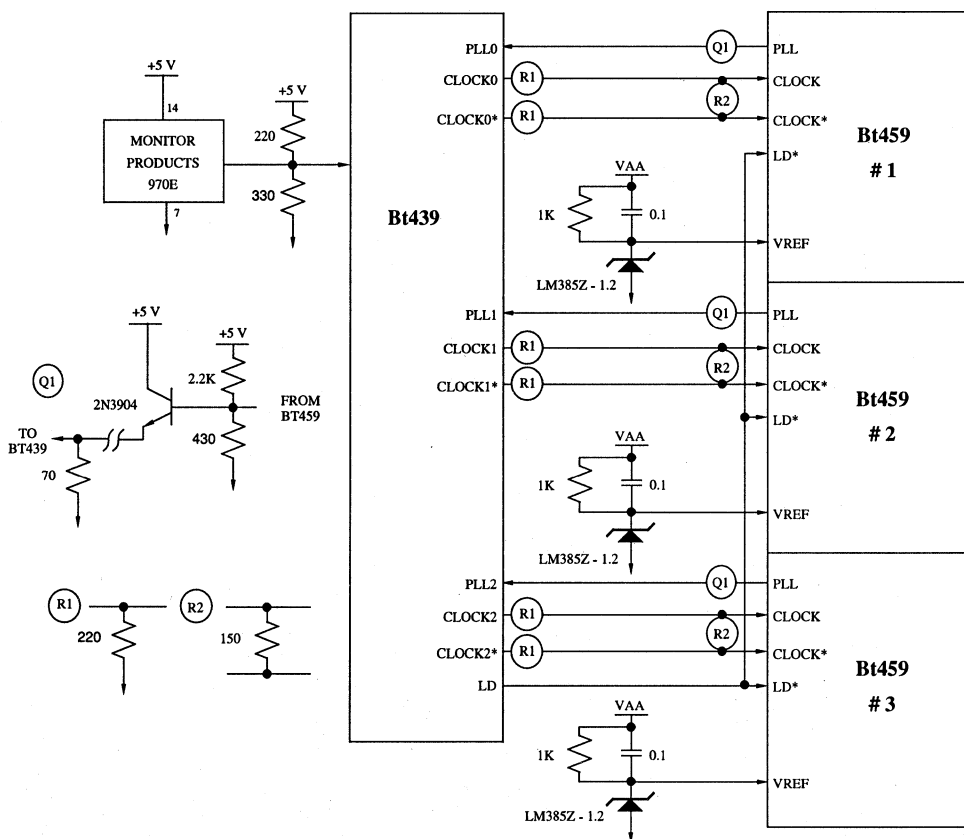 Bt439
PLL0
CLOCK0
CLOCK0*
R1
R1
Q1
R2
PLL
CLOCK
CLOCK*
LD*
VREF
Bt459
# 1
+5 V
14
MONITOR
PRODUCTS
970E
7
+5 V
220
330
VAA
1K
0.1
LM385Z - 1.2
PLL1
CLOCK1
CLOCK1*
R1
R1
Q1
R2
PLL
CLOCK
CLOCK*
LD*
VREF
Bt459
# 2
+5 V
+5 V
2.2K
Q1
2N3904
FROM
BT459
TO
BT439
430
70
VAA
1K
0.1
LM385Z - 1.2
PLL2
CLOCK2
CLOCK2*
LD
R1
R1
Q1
R2
PLL
CLOCK
CLOCK*
LD*
VREF
Bt459
# 3
R1
220
R2
150
VAA
1K
0.1
LM385Z - 1.2